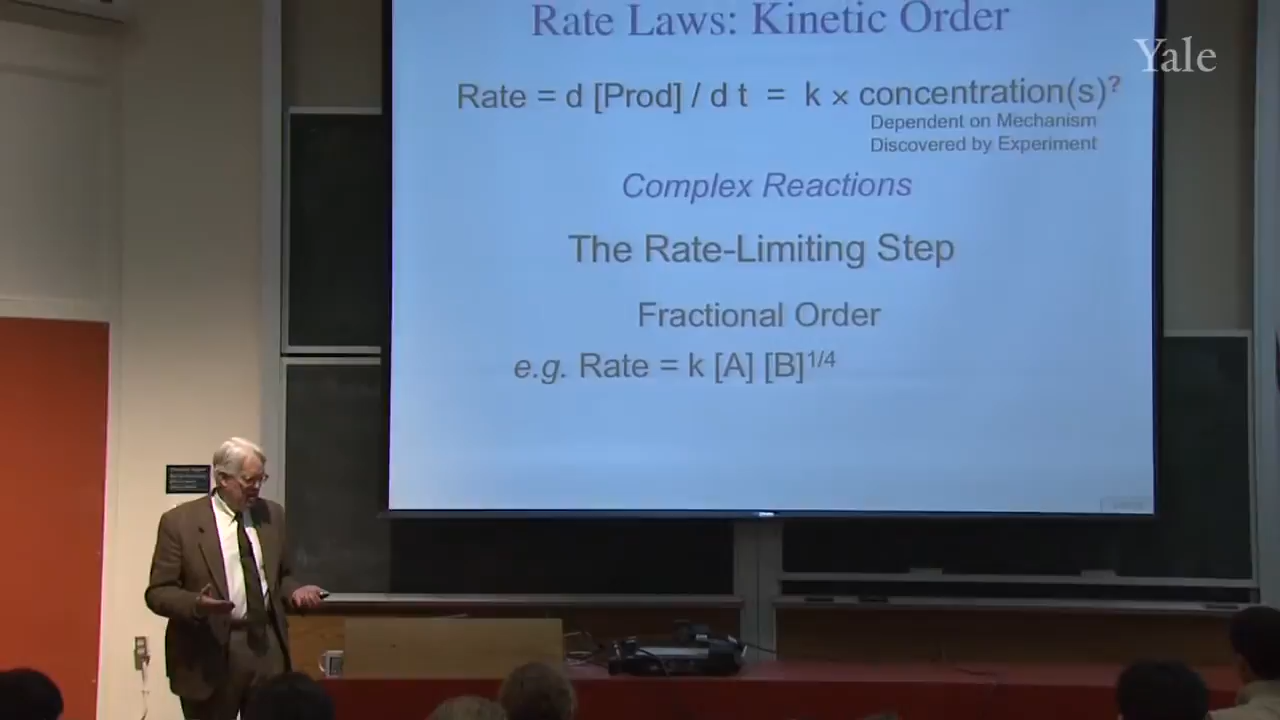 Rate Laws: Kinetic Order
Yale
Rate = d [Prod] / d t = k × concentration(s)?
Dependent on Mechanism
Discovered by Experiment
Complex Reactions
The Rate-Limiting Step
Fractional Order
e.g. Rate = k [A] [B]1/4